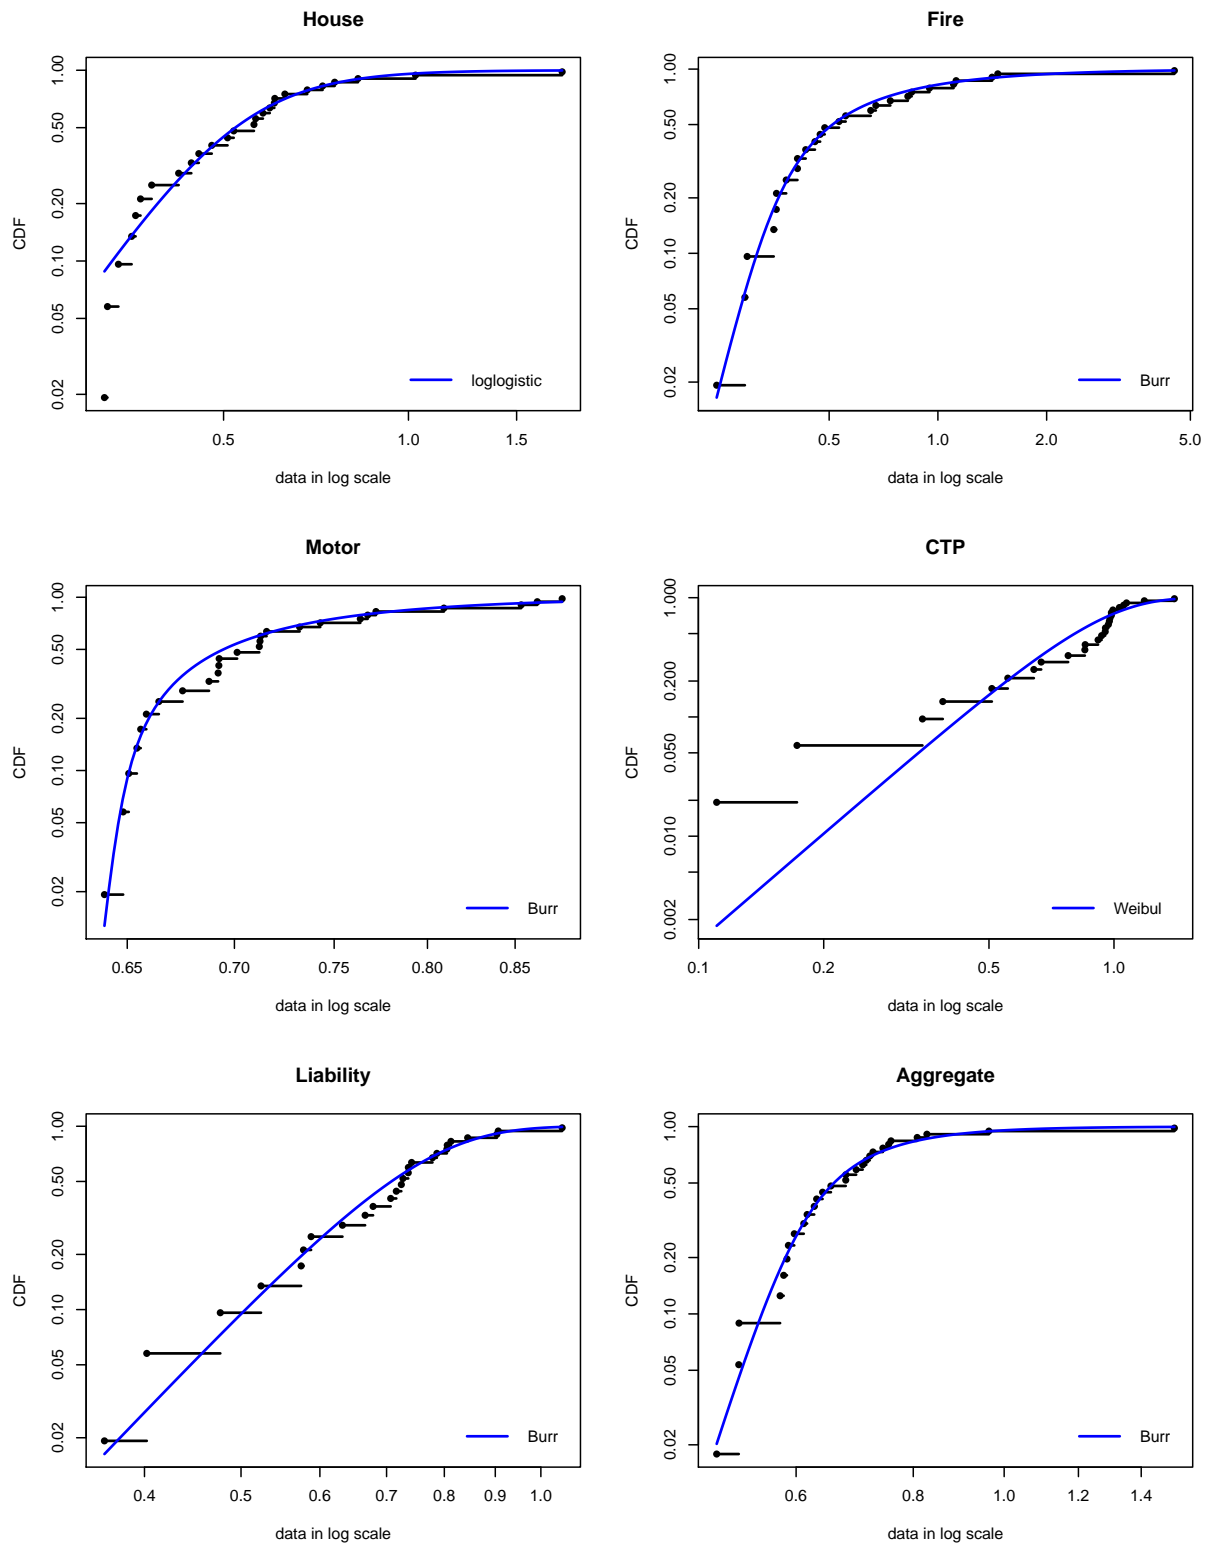 House
CDF
1.00
0.50
0.20
0.10
0.05
0.02
loglogistic
0.5 1.0 1.5
data in log scale
Fire
CDF
1.00
0.50
0.20
0.10
0.05
0.02
Burr
0.5 1.0 2.0 5.0
data in log scale
Motor
CDF
1.00
0.50
0.20
0.10
0.05
0.02
Burr
0.65 0.70 0.75 0.80 0.85
data in log scale
CTP
CDF
1.000
0.200
0.050
0.010
0.002
Weibul
0.1 0.2 0.5 1.0
data in log scale
Liability
CDF
1.00
0.50
0.20
0.10
0.05
0.02
Burr
0.4 0.5 0.6 0.7 0.8 0.9 1.0
data in log scale
Aggregate
CDF
1.00
0.50
0.20
0.10
0.05
0.02
Burr
0.6 0.8 1.0 1.2 1.4
data in log scale